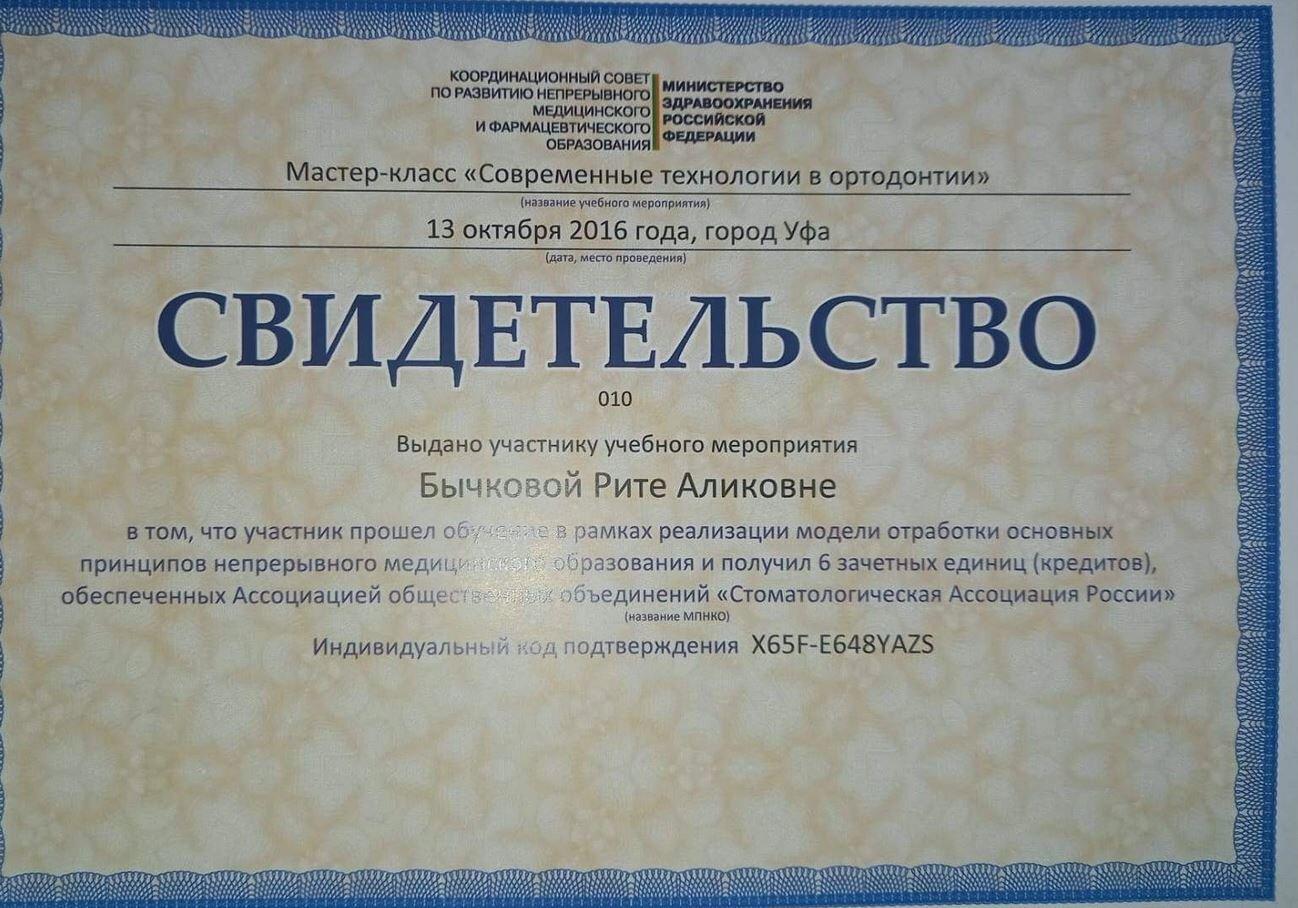 КООРДИНАЦИОННЫЙ СОВЕТ
ПО РАЗВИТИЮ НЕПРЕРЫВНОГО
МЕДИЦИНСКОГО
И ФАРМАЦЕВТИЧЕСКОГО
ОБРАЗОВАНИЯ
МИНИСТЕРСТВО
ЗДРАВООХРАНЕНИЯ
РОССИЙСКОЙ
ФЕДЕРАЦИИ
Мастер-класс «Современные технологии в ортодонтии»
(название учебного мероприятия)
13 октября 2016 года, город Уфа
(дата, место проведения)
СВИДЕТЕЛЬСТВО
010
Выдано участнику учебного мероприятия
Бычковой Рите Аликовне
в том, что участник прошел обучение в рамках реализации модели отработки основных
принципов непрерывного медицинского образования и получил 6 зачетных единиц (кредитов),
обеспеченных Ассоциацией общественных объединений «Стоматологическая Ассоциация России»
(название МПНКО)
Индивидуальный код подтверждения X65F-E648YAZS